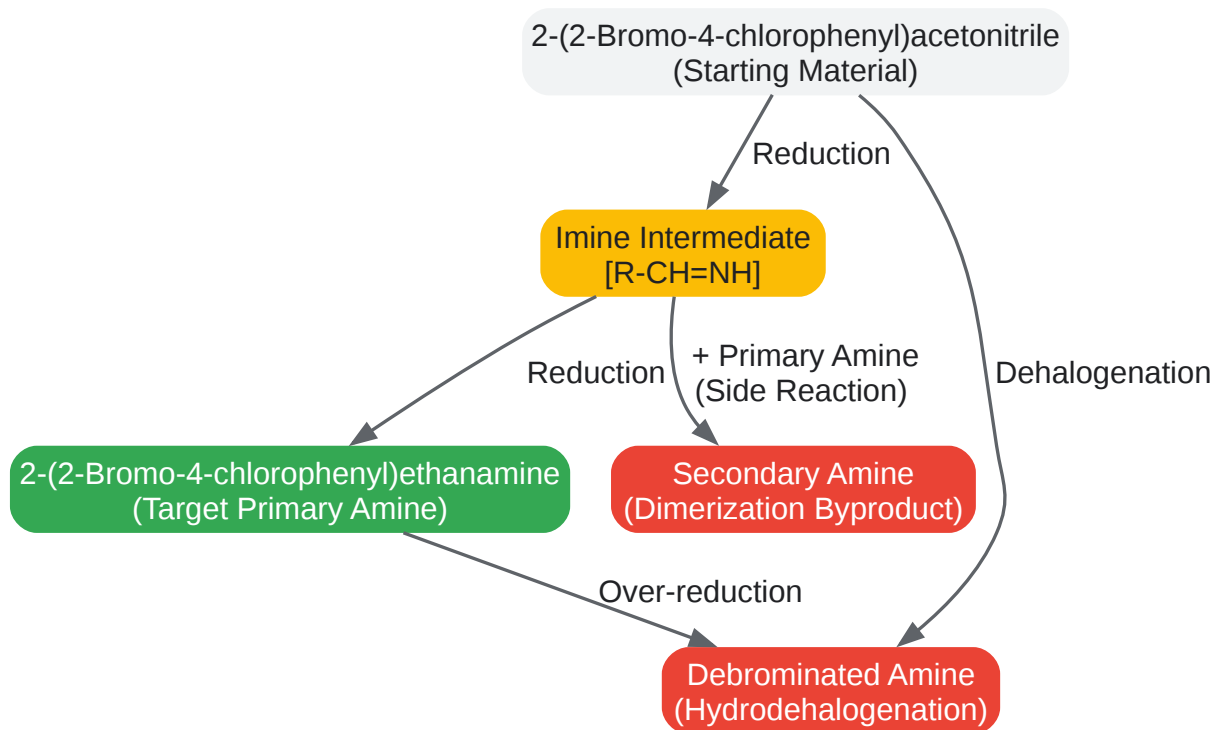 2-(2-Bromo-4-chlorophenyl)acetonitrile
(Starting Material)
Reduction
Imine Intermediate
[R-CH=NH]
Reduction
+ Primary Amine
(Side Reaction)
Dehalogenation
2-(2-Bromo-4-chlorophenyl)ethanamine
(Target Primary Amine)
Secondary Amine
(Dimerization Byproduct)
Over-reduction
Debrominated Amine
(Hydrodehalogenation)